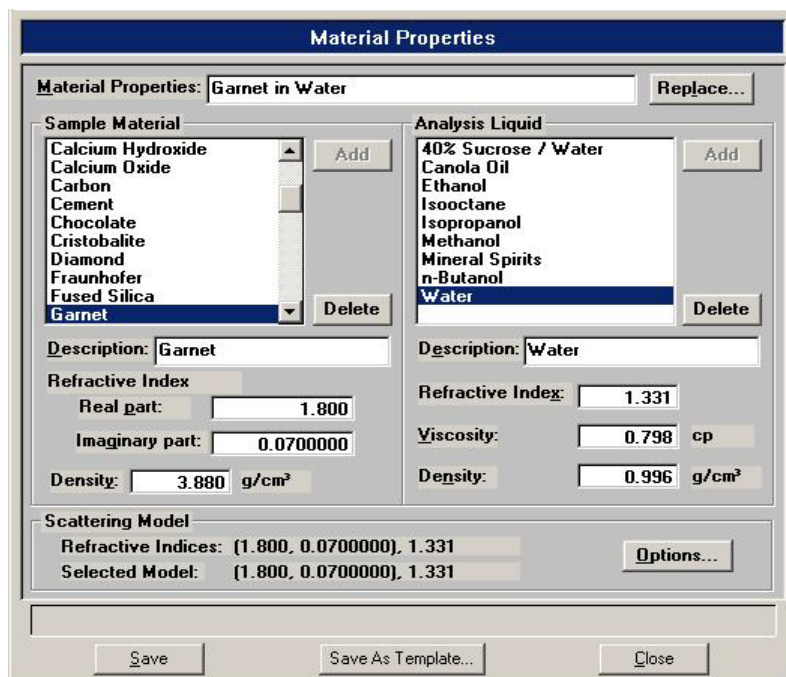 Material Properties
Material Properties: Garnet in Water Replace...
Sample Material
Calcium Hydroxide
Calcium Oxide
Carbon
Cement
Chocolate
Cristobalite
Diamond
Fraunhofer
Fused Silica
Garnet
Add
Delete
Description: Garnet
Refractive Index
Real part: 1.800
Imaginary part: 0.0700000
Density: 3.880 g/cm³
Analysis Liquid
40% Sucrose / Water
Canola Oil
Ethanol
Isooctane
Isopropanol
Methanol
Mineral Spirits
n-Butanol
Water
Add
Delete
Description: Water
Refractive Index: 1.331
Viscosity: 0.798 cp
Density: 0.996 g/cm³
Scattering Model
Refractive Indices: (1.800, 0.0700000), 1.331
Selected Model: (1.800, 0.0700000), 1.331
Options...
Save Save As Template... Close